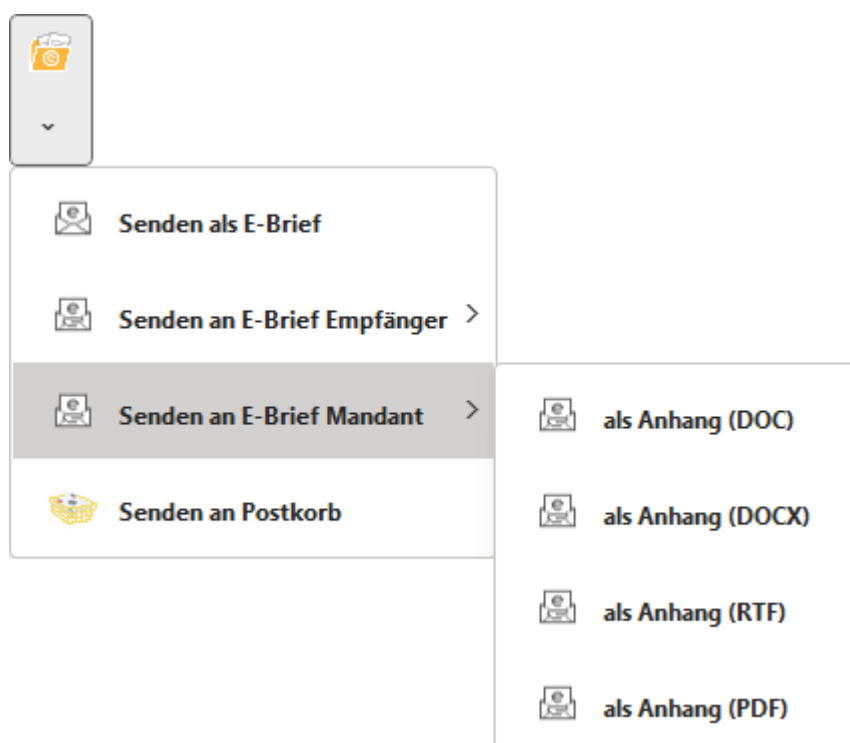 Senden als E-Brief
Senden an E-Brief Empfänger
Senden an E-Brief Mandant
als Anhang (DOC)
Senden an Postkorb
als Anhang (DOCX)
als Anhang (RTF)
als Anhang (PDF)